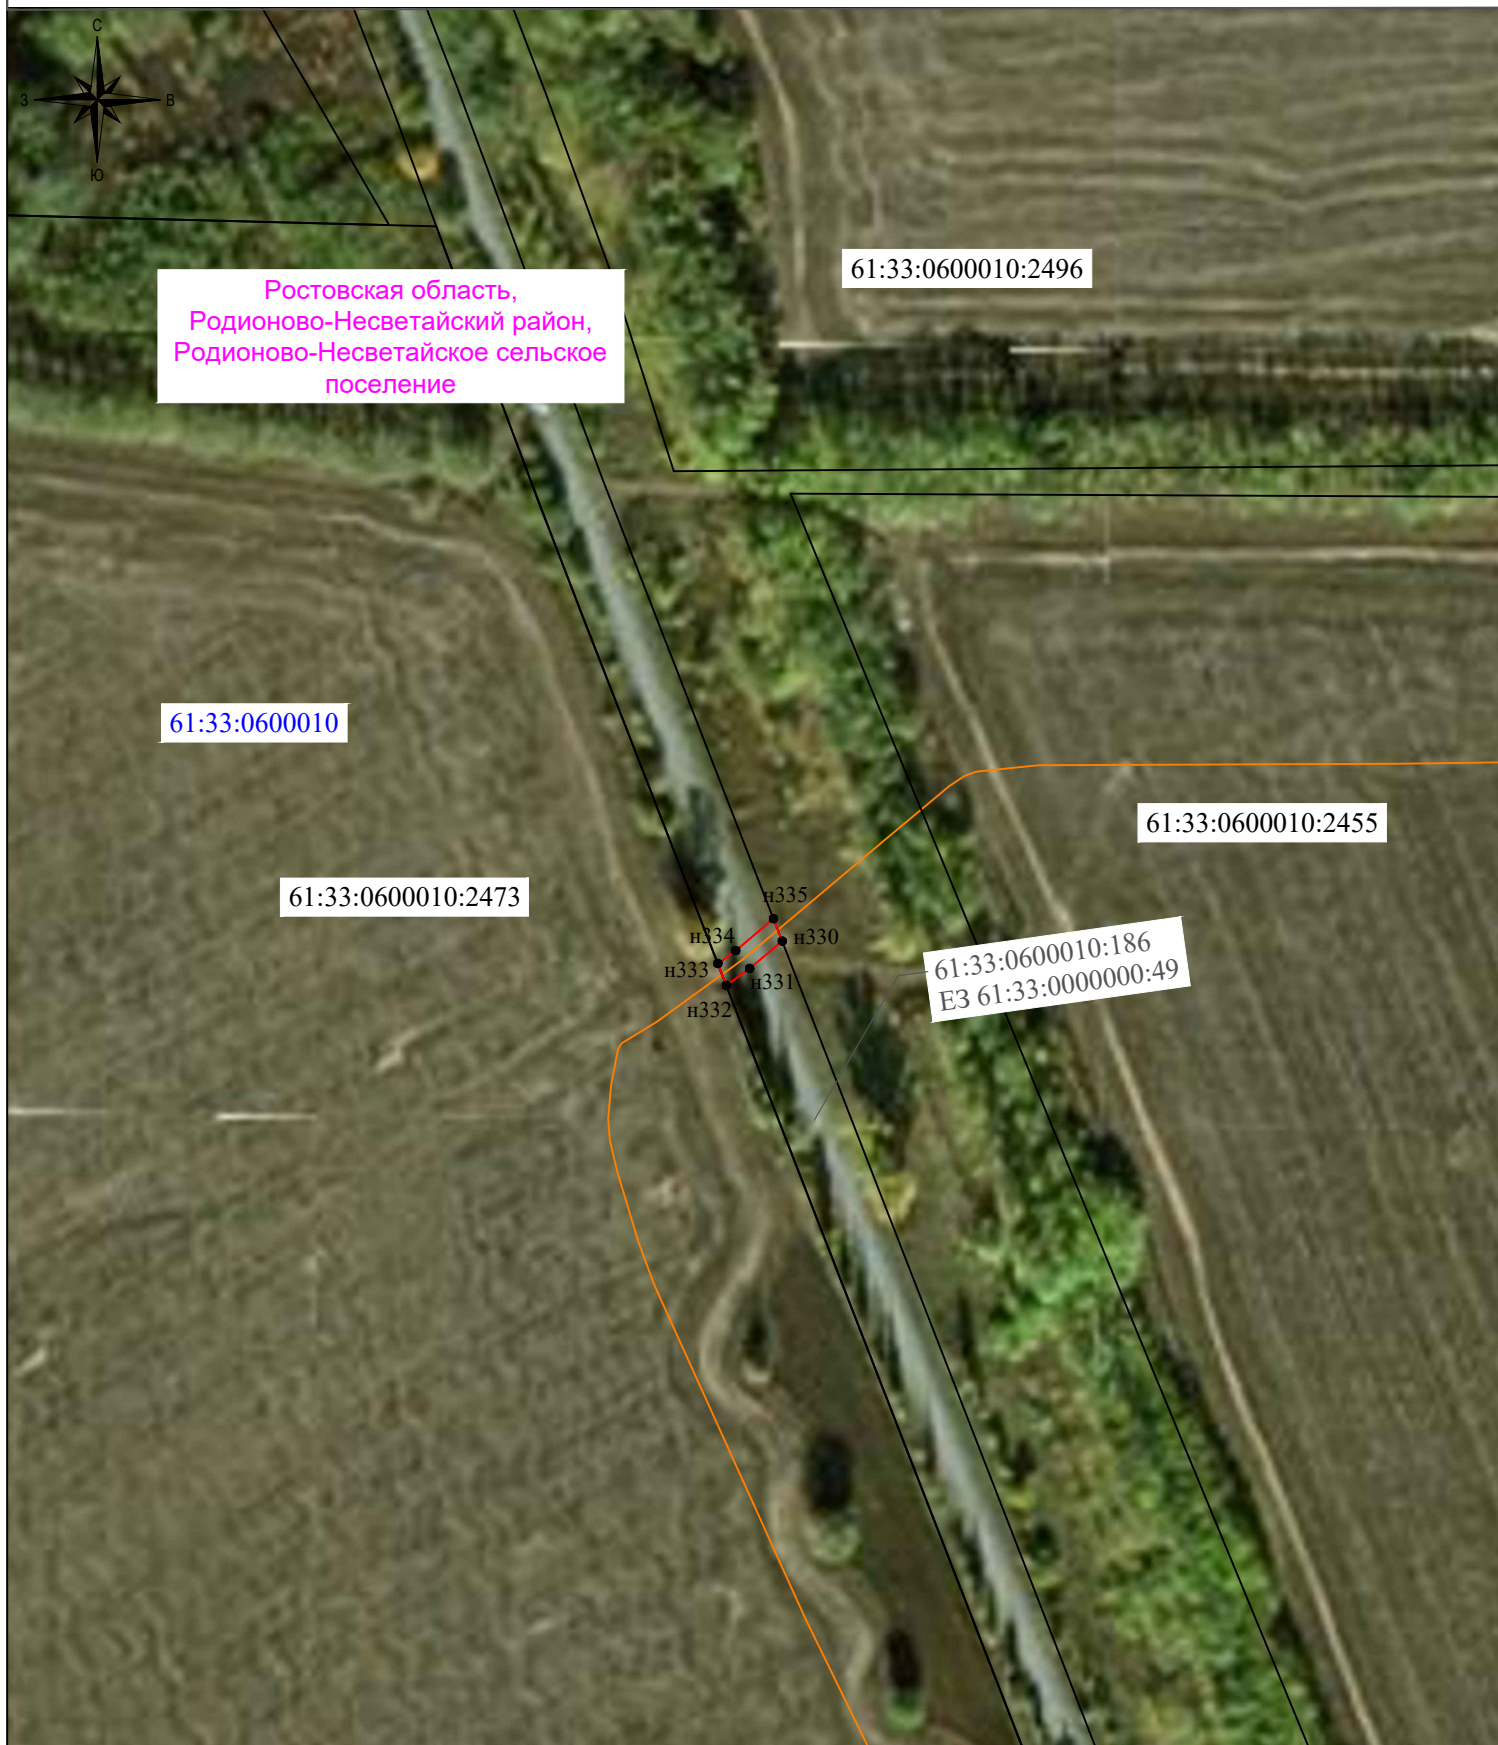 С
З
В
Ю
61:33:0600010:2496
Ростовская область,
Родионово-Несветайский район,
Родионово-Несветайское сельское
поселение
61:33:0600010
61:33:0600010:2455
61:33:0600010:2473
н335
н334
н330
н333
н331
н332
61:33:0600010:186
ЕЗ 61:33:0000000:49